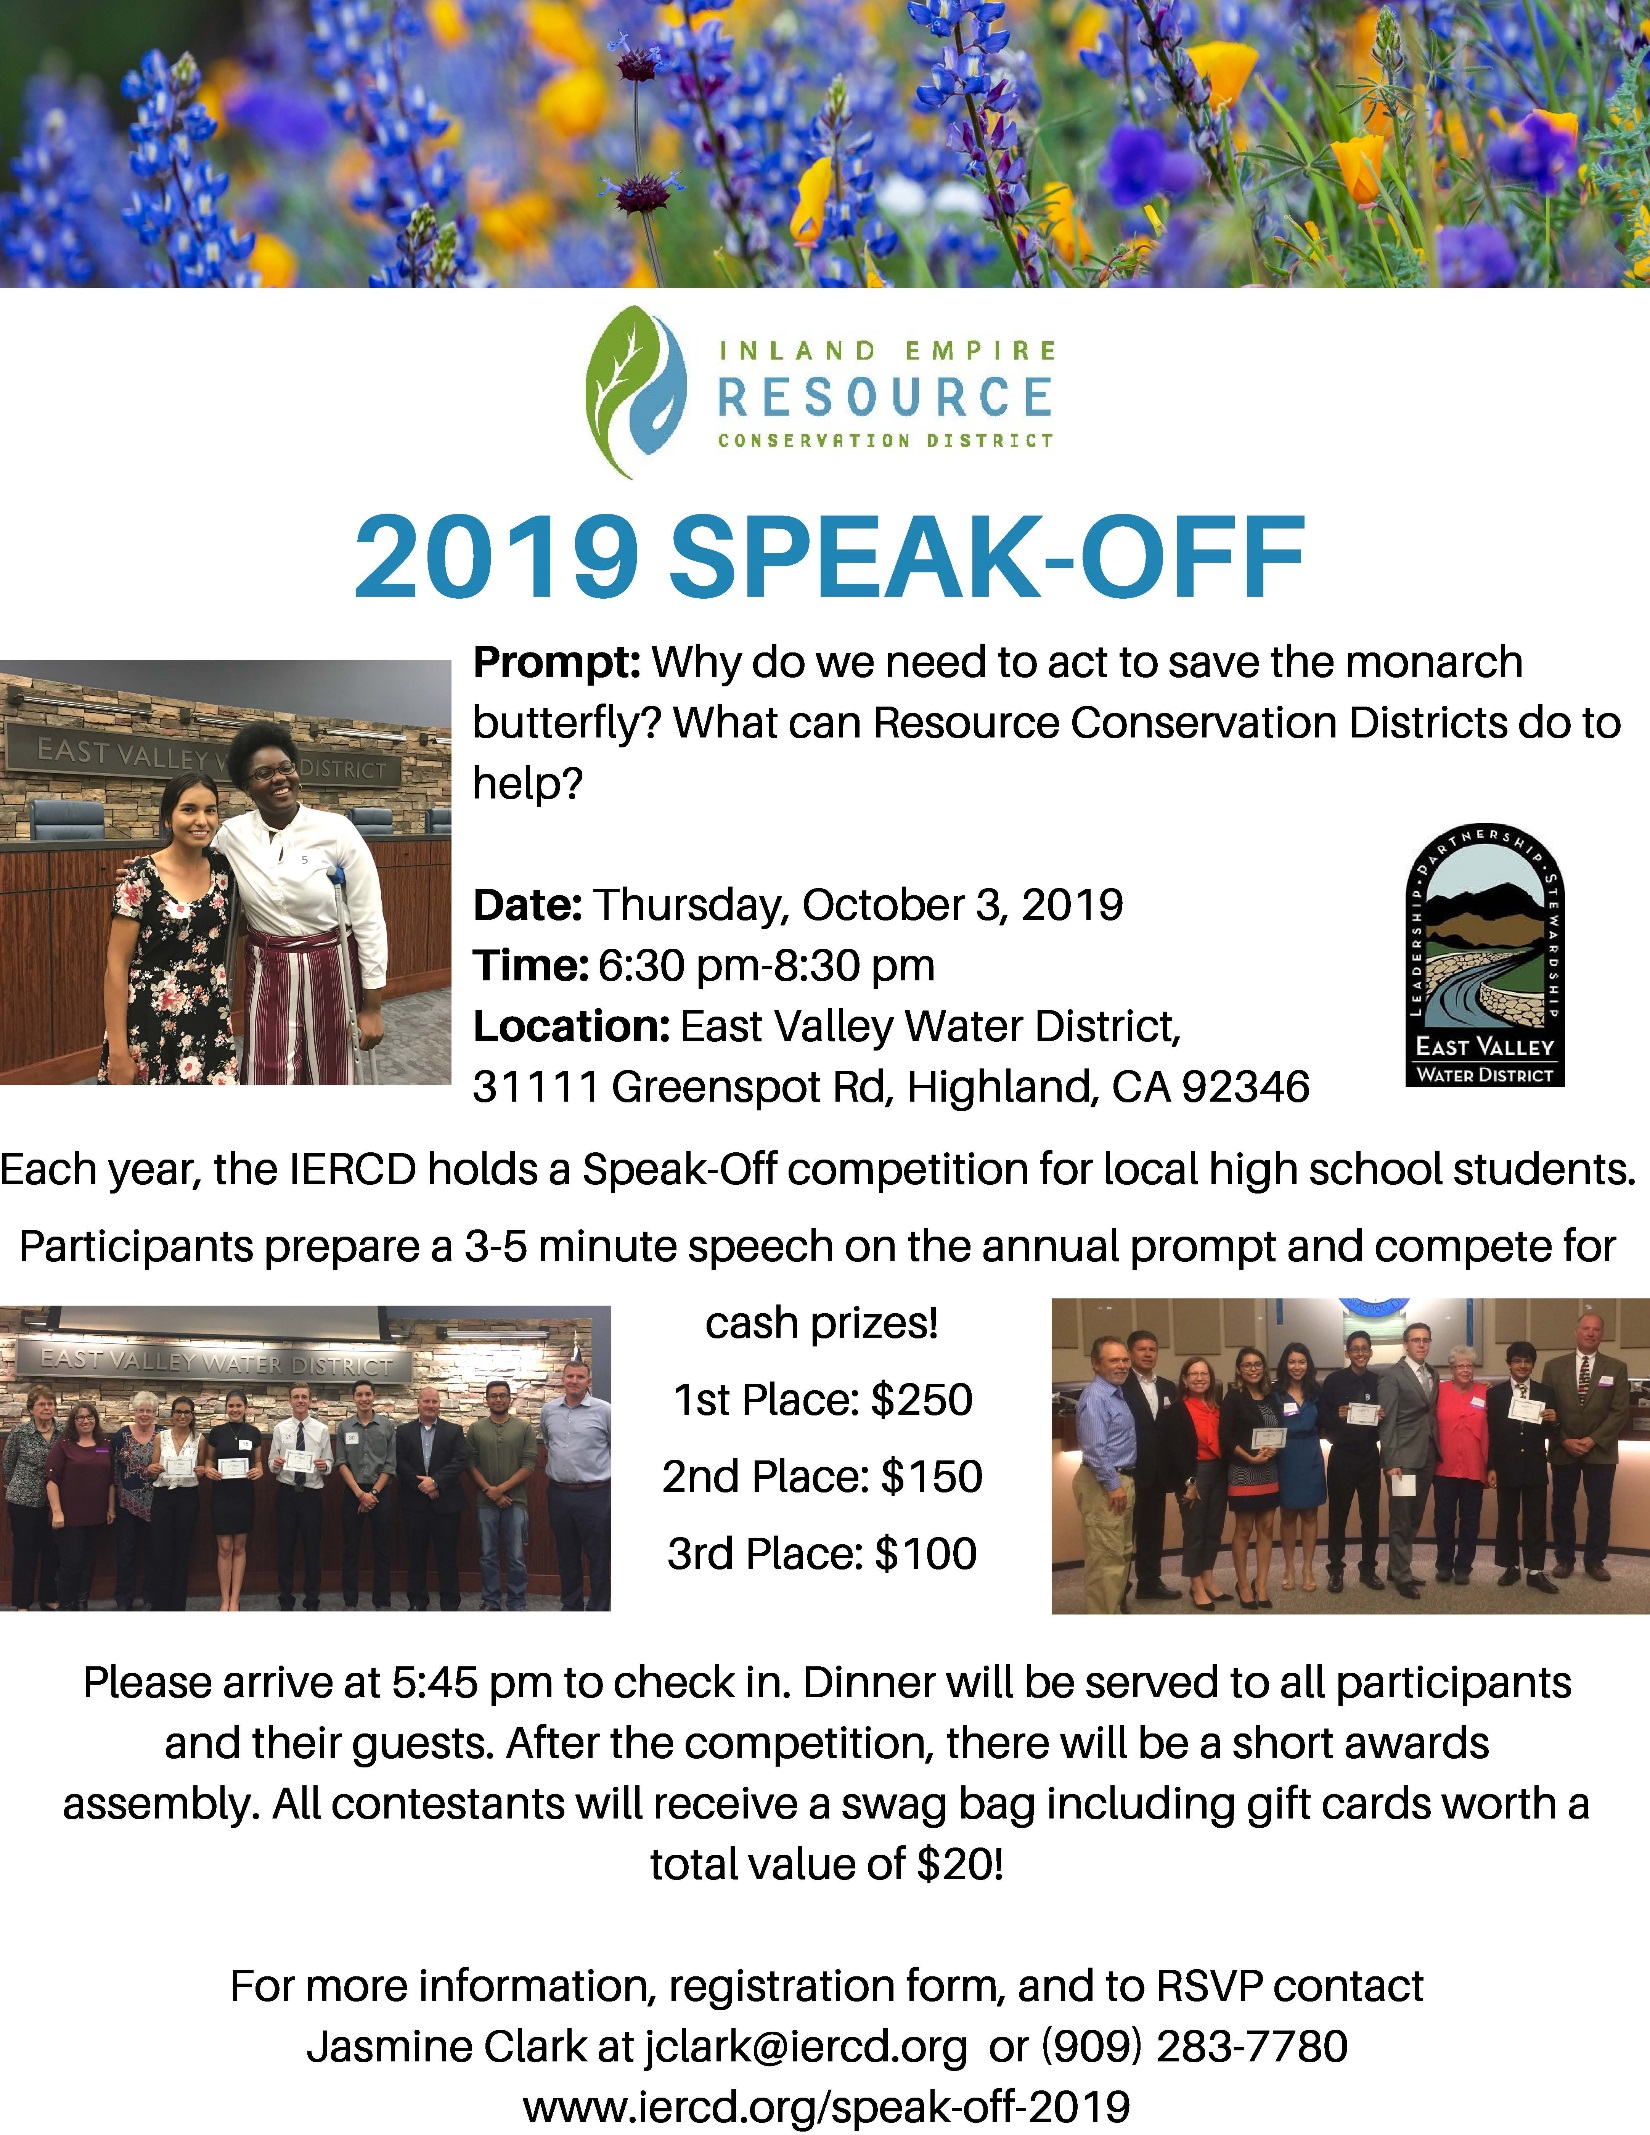 INLAND EMPIRE
RESOURCE
CONSERVATION DISTRICT
2019 SPEAK-OFF
Prompt: Why do we need to act to save the monarch
butterfly? What can Resource Conservation Districts do to
help?
EAST VALLEY W DISTRICT
5
Date: Thursday, October 3, 2019
Time: 6:30 pm-8:30 pm
Location: East Valley Water District,
31111 Greenspot Rd, Highland, CA 92346
LEADERSHIP · PARTNERSHIP · STEWARDSHIP
EAST VALLEY
WATER DISTRICT
Each year, the IERCD holds a Speak-Off competition for local high school students.
Participants prepare a 3-5 minute speech on the annual prompt and compete for
cash prizes!
EAST VALLEY WATER DISTRICT
1st Place: $250
2nd Place: $150
3rd Place: $100
Please arrive at 5:45 pm to check in. Dinner will be served to all participants
and their guests. After the competition, there will be a short awards
assembly. All contestants will receive a swag bag including gift cards worth a
total value of $20!
For more information, registration form, and to RSVP contact
Jasmine Clark at jclark@iercd.org or (909) 283-7780
www.iercd.org/speak-off-2019